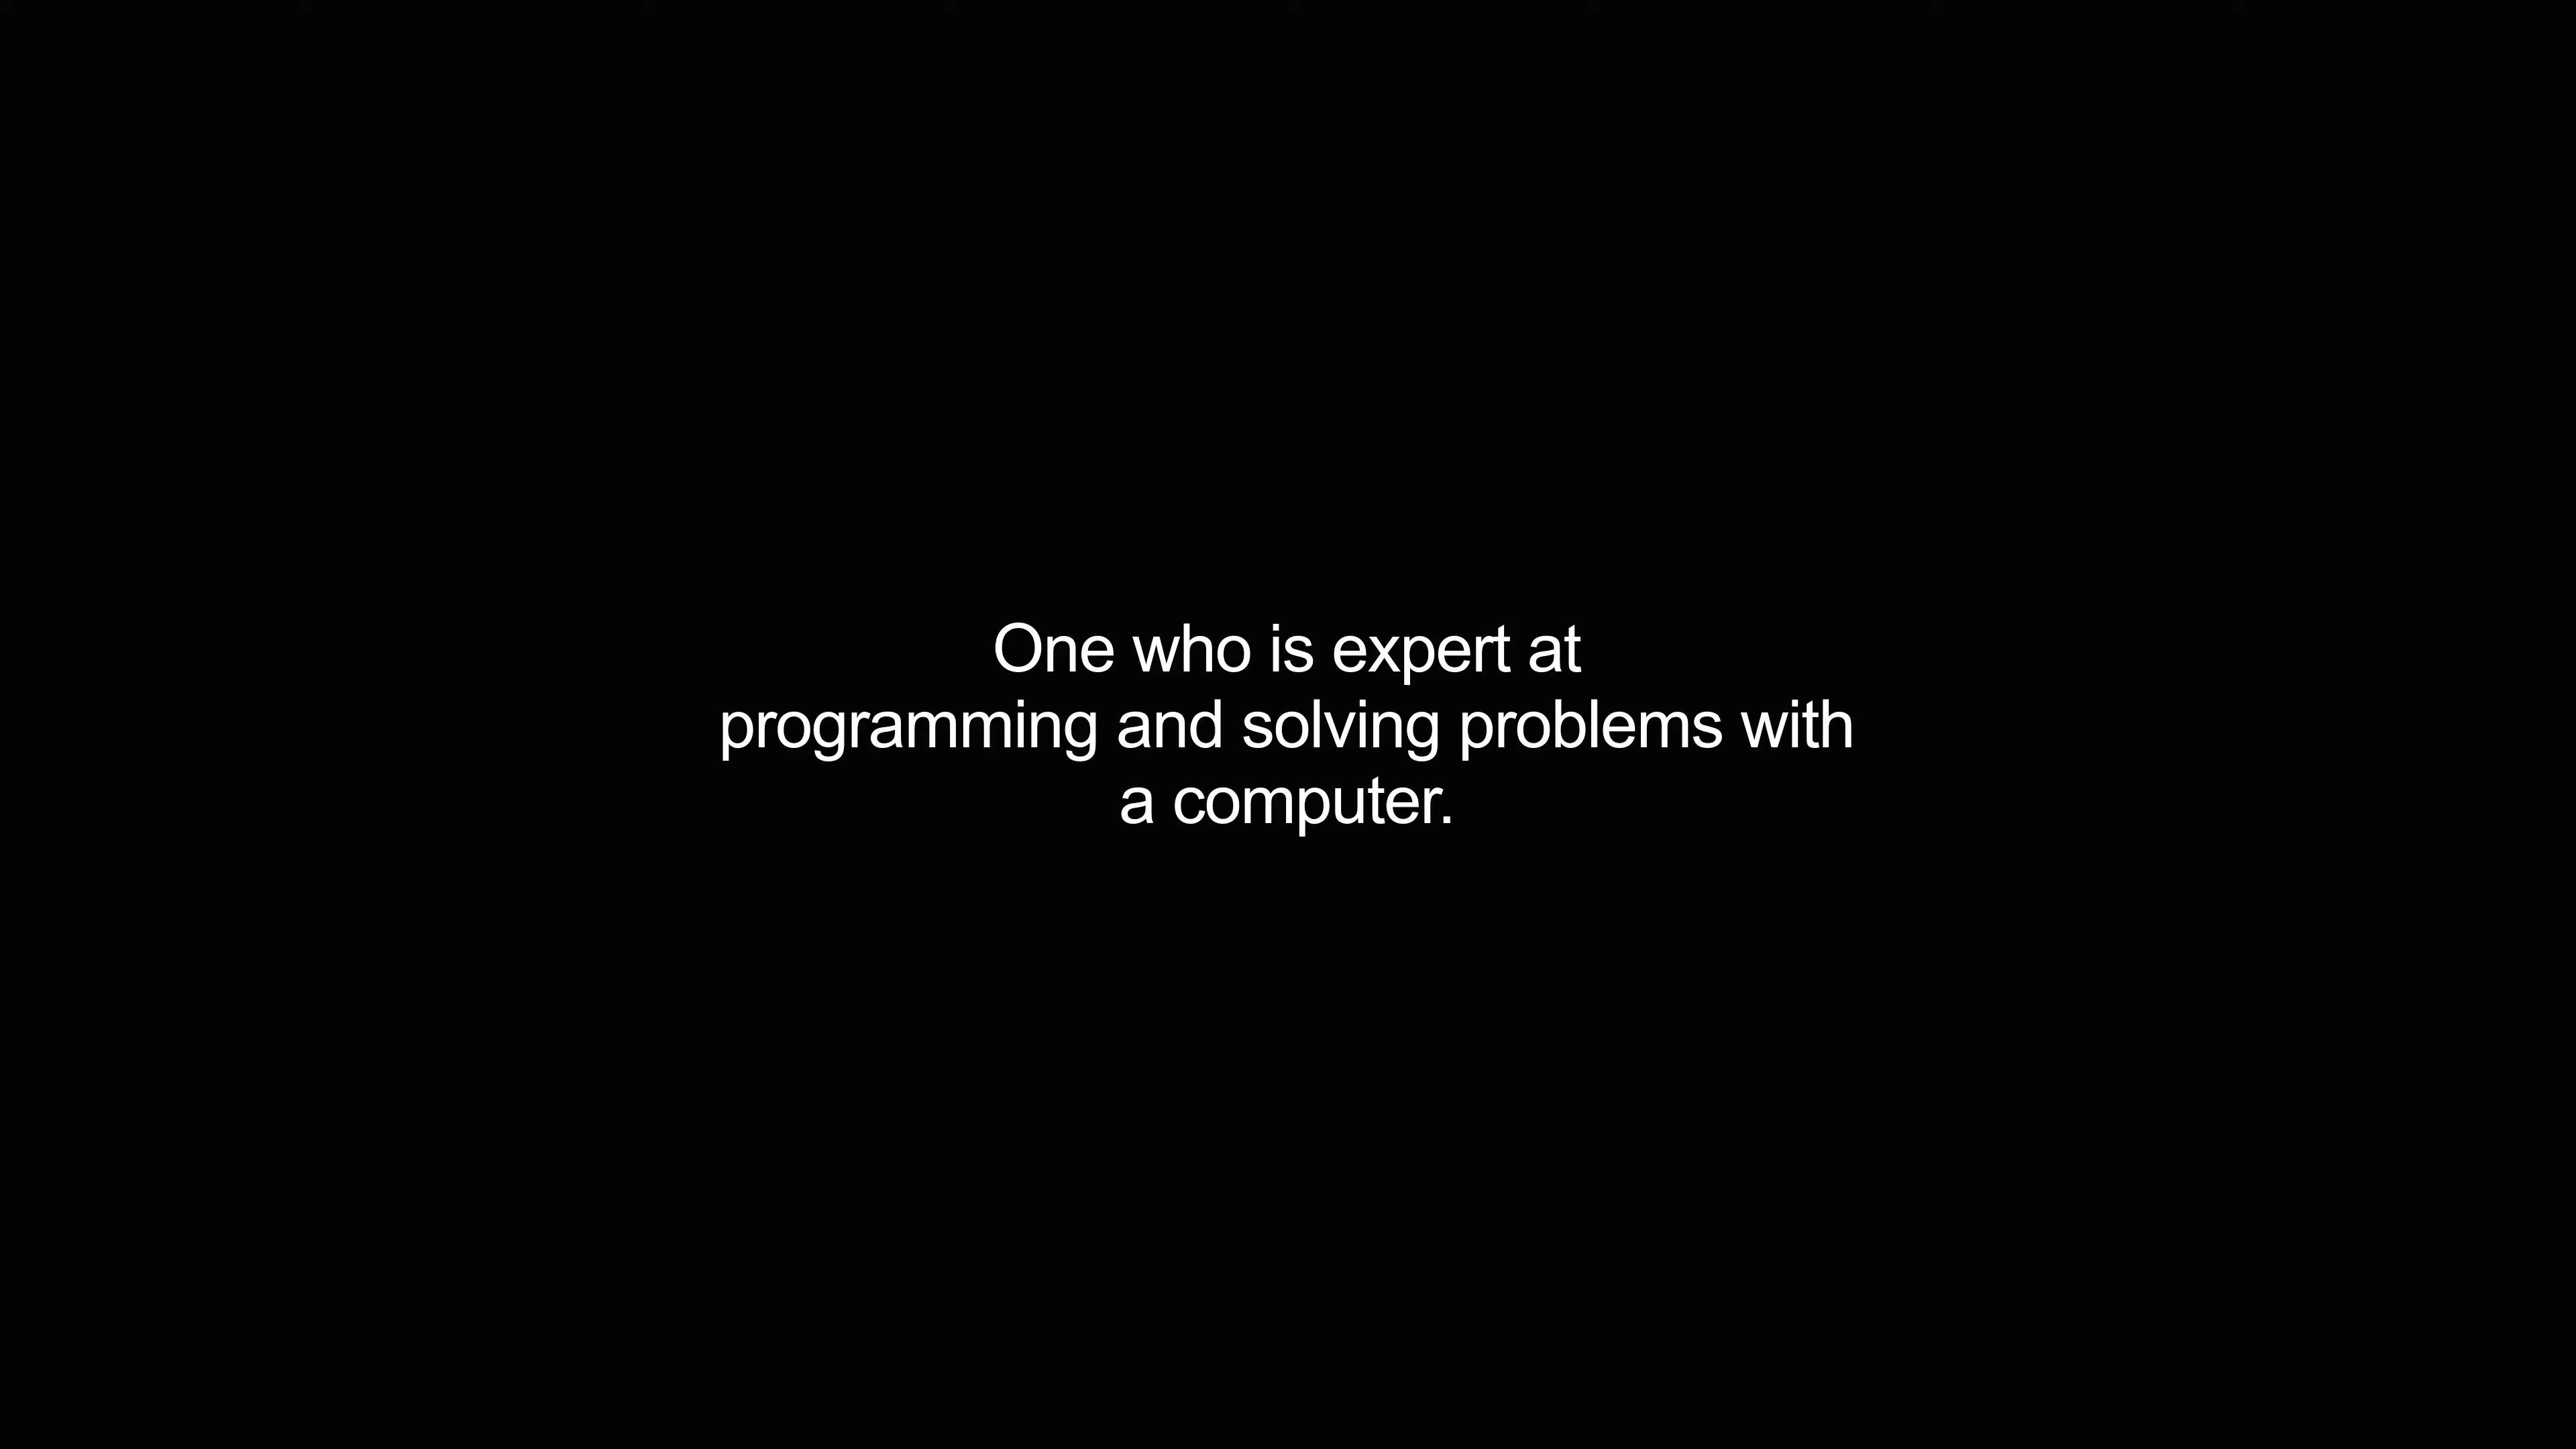 One who is expert at
programming and solving problems with
a computer.